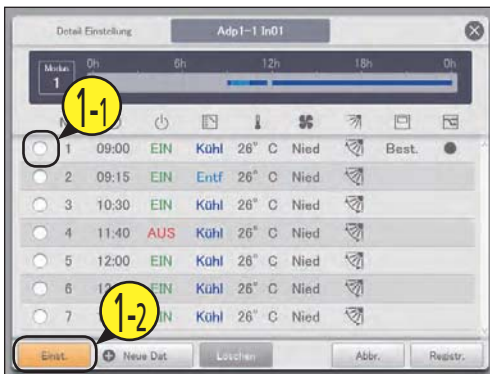 Detail Einstellung Adp1-1 In01
Modus 0h 6h 12h 18h 0h
1
1-1
1 09:00 EIN Kühl 26° C Nied Best.
2 09:15 EIN Entf 26° C Nied
3 10:30 EIN Kühl 26° C Nied
4 11:40 AUS Kühl 26° C Nied
5 12:00 EIN Kühl 26° C Nied
6 EIN Kühl 26° C Nied
7 Kühl 26° C Nied
1-2
Einst. Neue Dat Löschen Abbr. Registr.